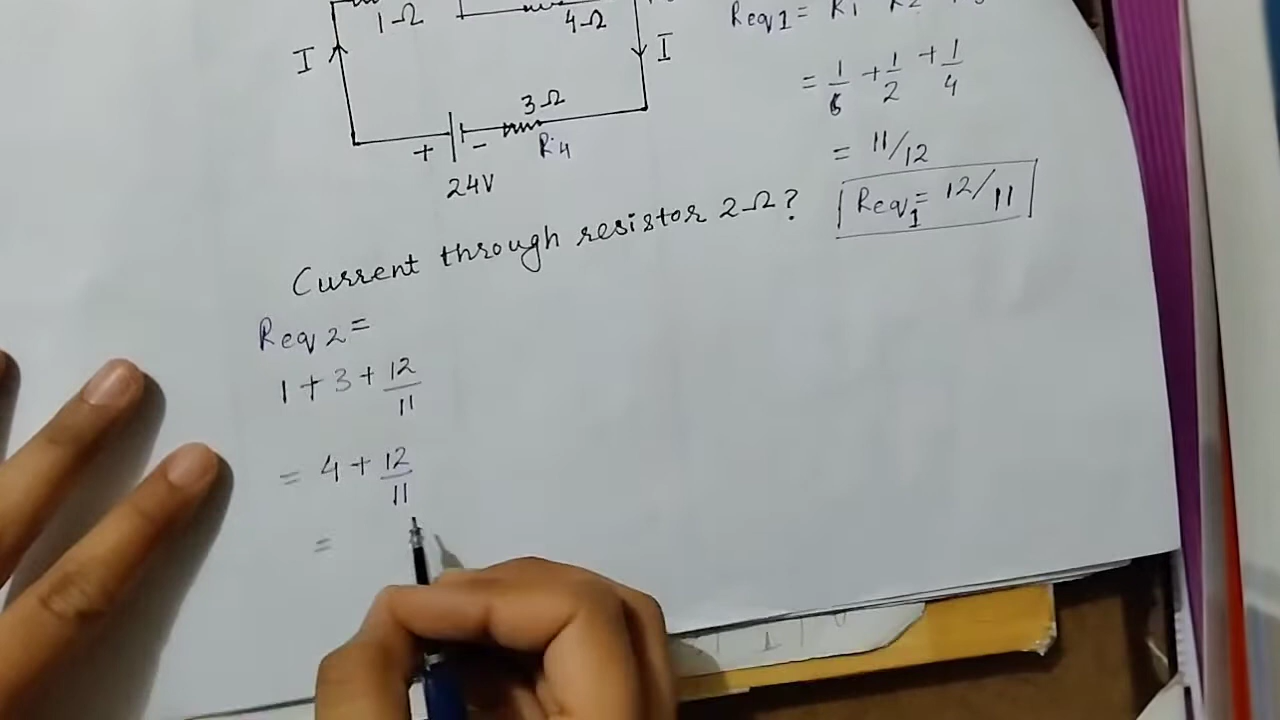 1Ω
4Ω
I
I
3Ω
+
-
R4
24V
Req1=
= 1/6 + 1/2 + 1/4
= 11/12
Req1= 12/11
Current through resistor 2Ω?
Req2=
1 + 3 + 12/11
= 4 + 12/11
=